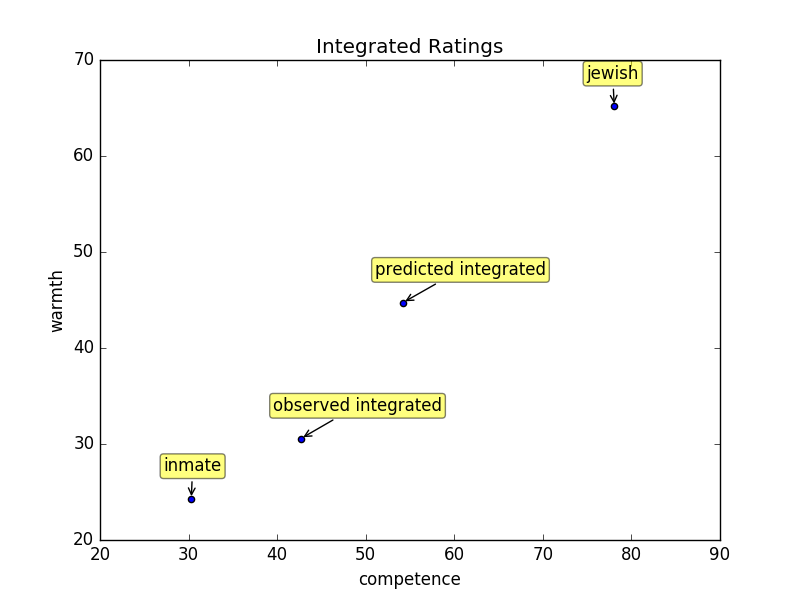 Integrated Ratings
70
60
50
40
30
20
warmth
jewish
predicted integrated
observed integrated
inmate
20 30 40 50 60 70 80 90
competence